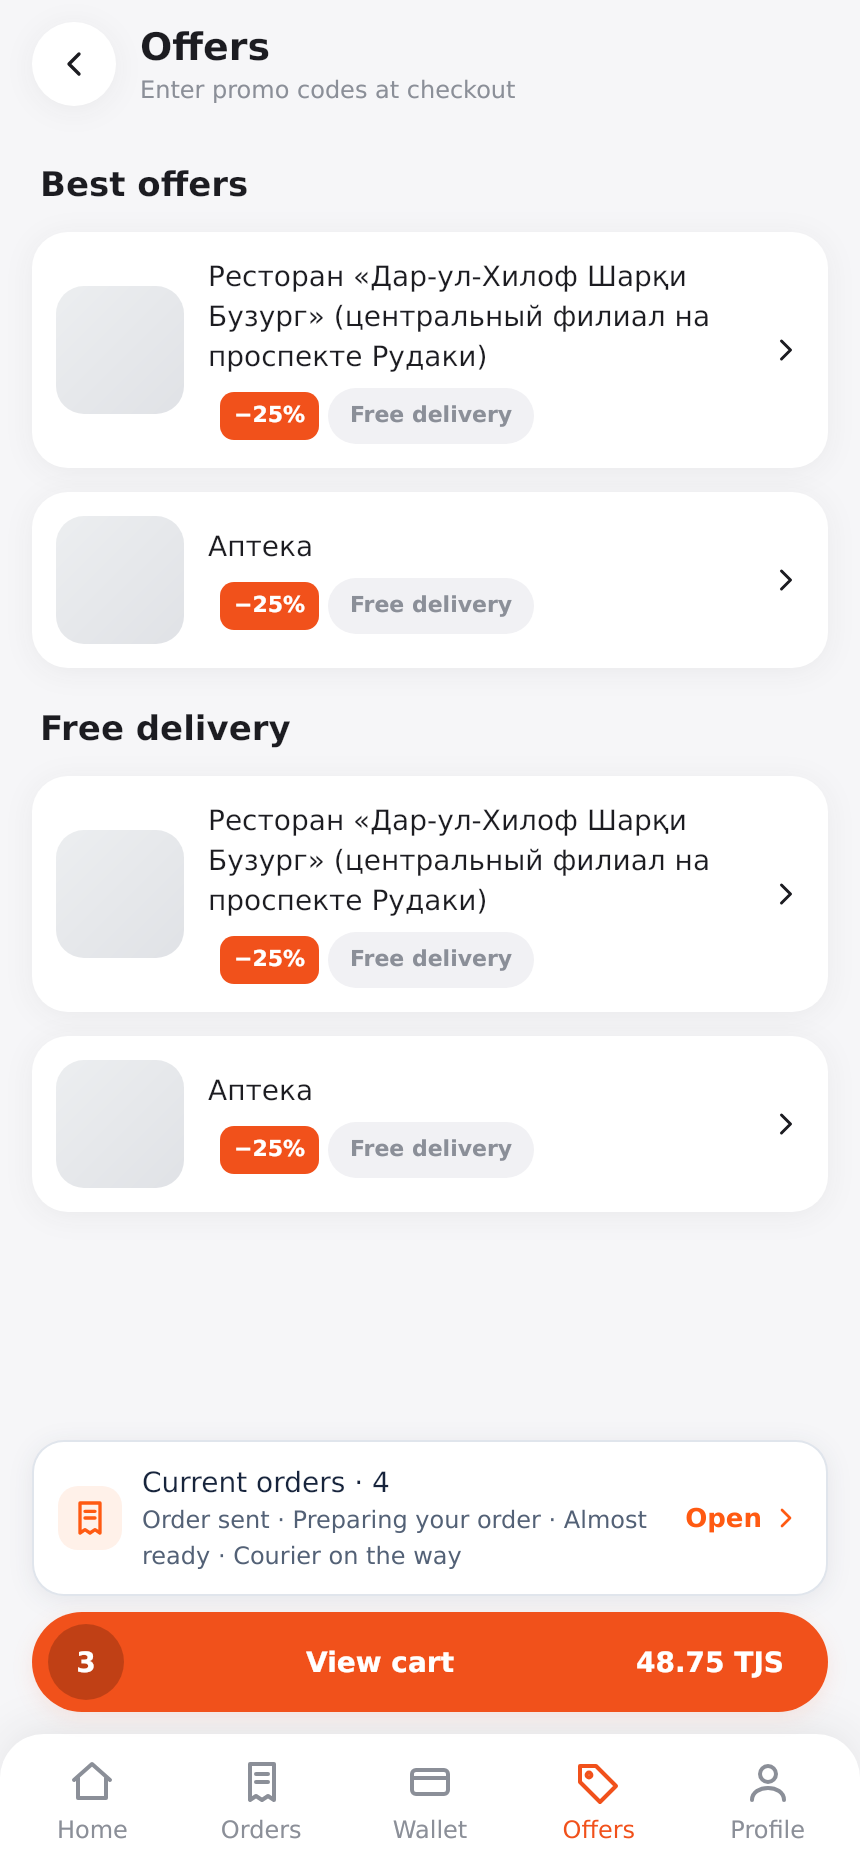 Offers
Enter promo codes at checkout
Best offers
Ресторан «Дар-ул-Хилоф Шарқи
Бузург» (центральный филиал на
проспекте Рудаки)
−25% Free delivery
Аптека
−25% Free delivery
Free delivery
Ресторан «Дар-ул-Хилоф Шарқи
Бузург» (центральный филиал на
проспекте Рудаки)
−25% Free delivery
Аптека
−25% Free delivery
Current orders · 4
Order sent · Preparing your order · Almost
ready · Courier on the way
Open
3 View cart 48.75 TJS
Home Orders Wallet Offers Profile